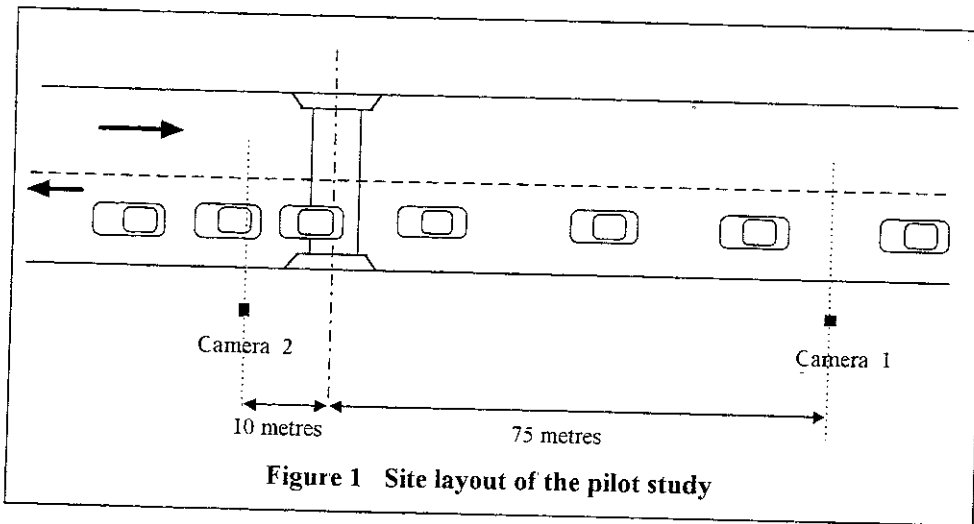 Camera 2
Camera 1
10 metres
75 metres
Figure 1 Site layout of the pilot study